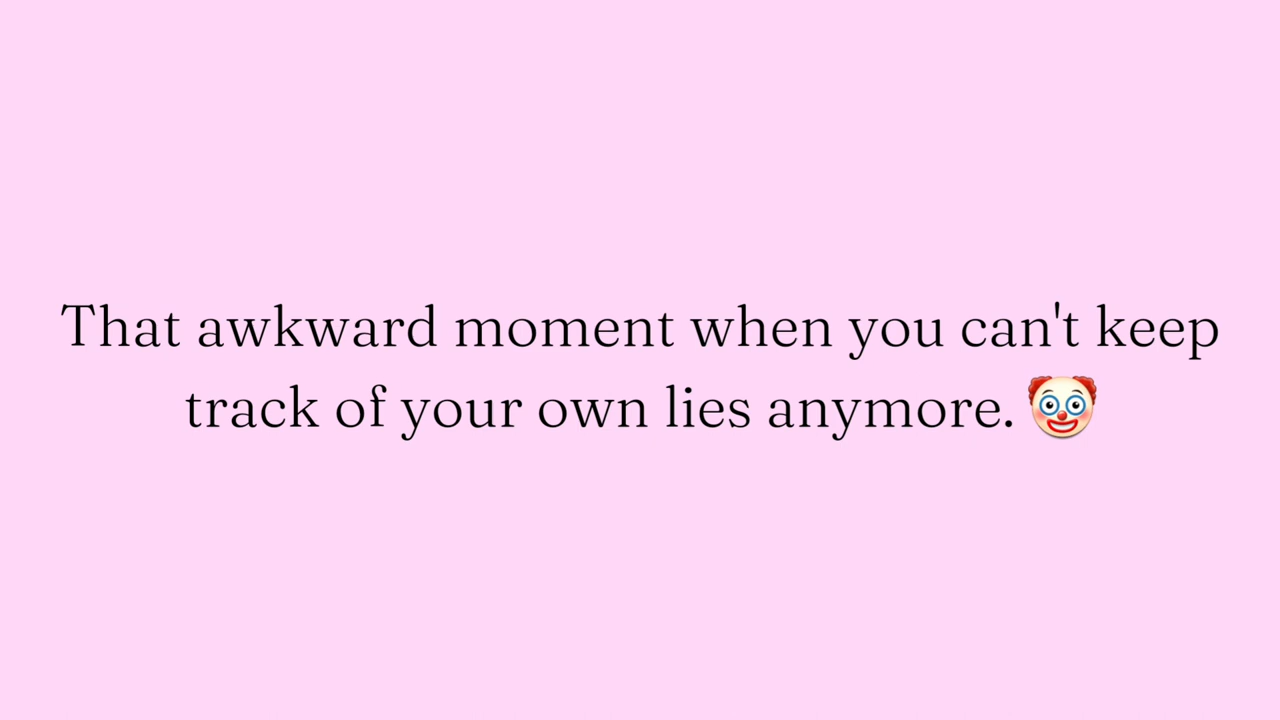 That awkward moment when you can't keep
track of your own lies anymore. 🤡